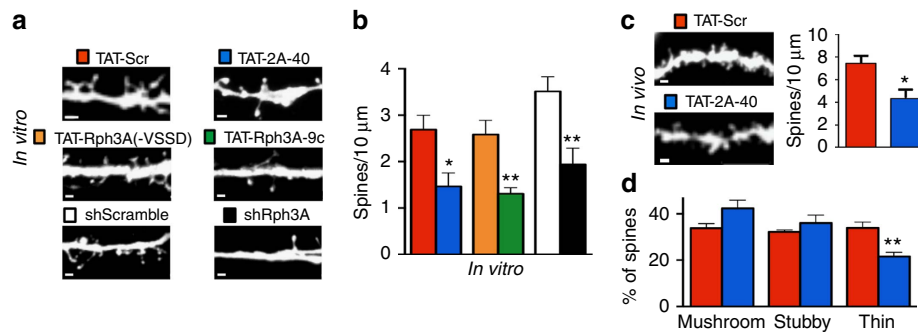 a
In vitro
TAT-Scr
TAT-2A-40
TAT-Rph3A(-VSSD)
TAT-Rph3A-9c
shScramble
shRph3A
b
Spines/10 μm
4
3
2
1
0
*
**
**
In vitro
c
In vivo
TAT-Scr
TAT-2A-40
Spines/10 μm
10
8
6
4
2
0
*
d
% of spines
40
20
0
**
Mushroom
Stubby
Thin